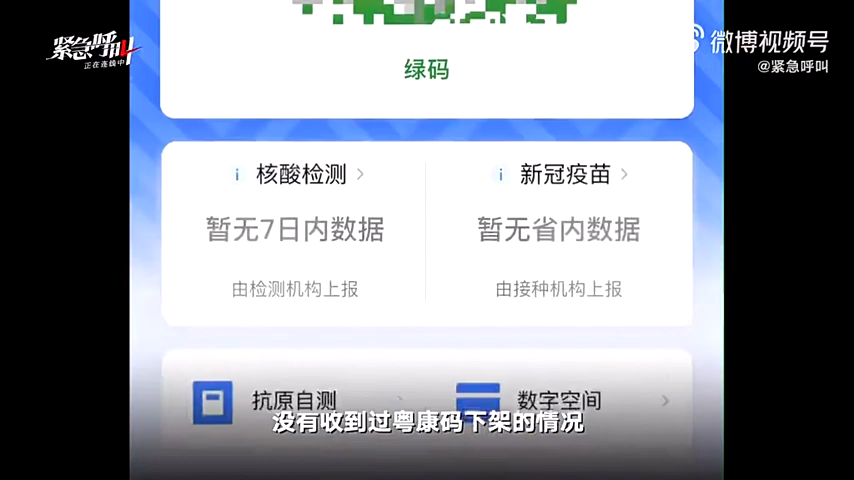 紧急呼叫
正在连线中
微博视频号
@紧急呼叫
绿码
核酸检测
新冠疫苗
暂无7日内数据
暂无省内数据
由检测机构上报
由接种机构上报
抗原自测
数字空间
没有收到过粤康码下架的情况